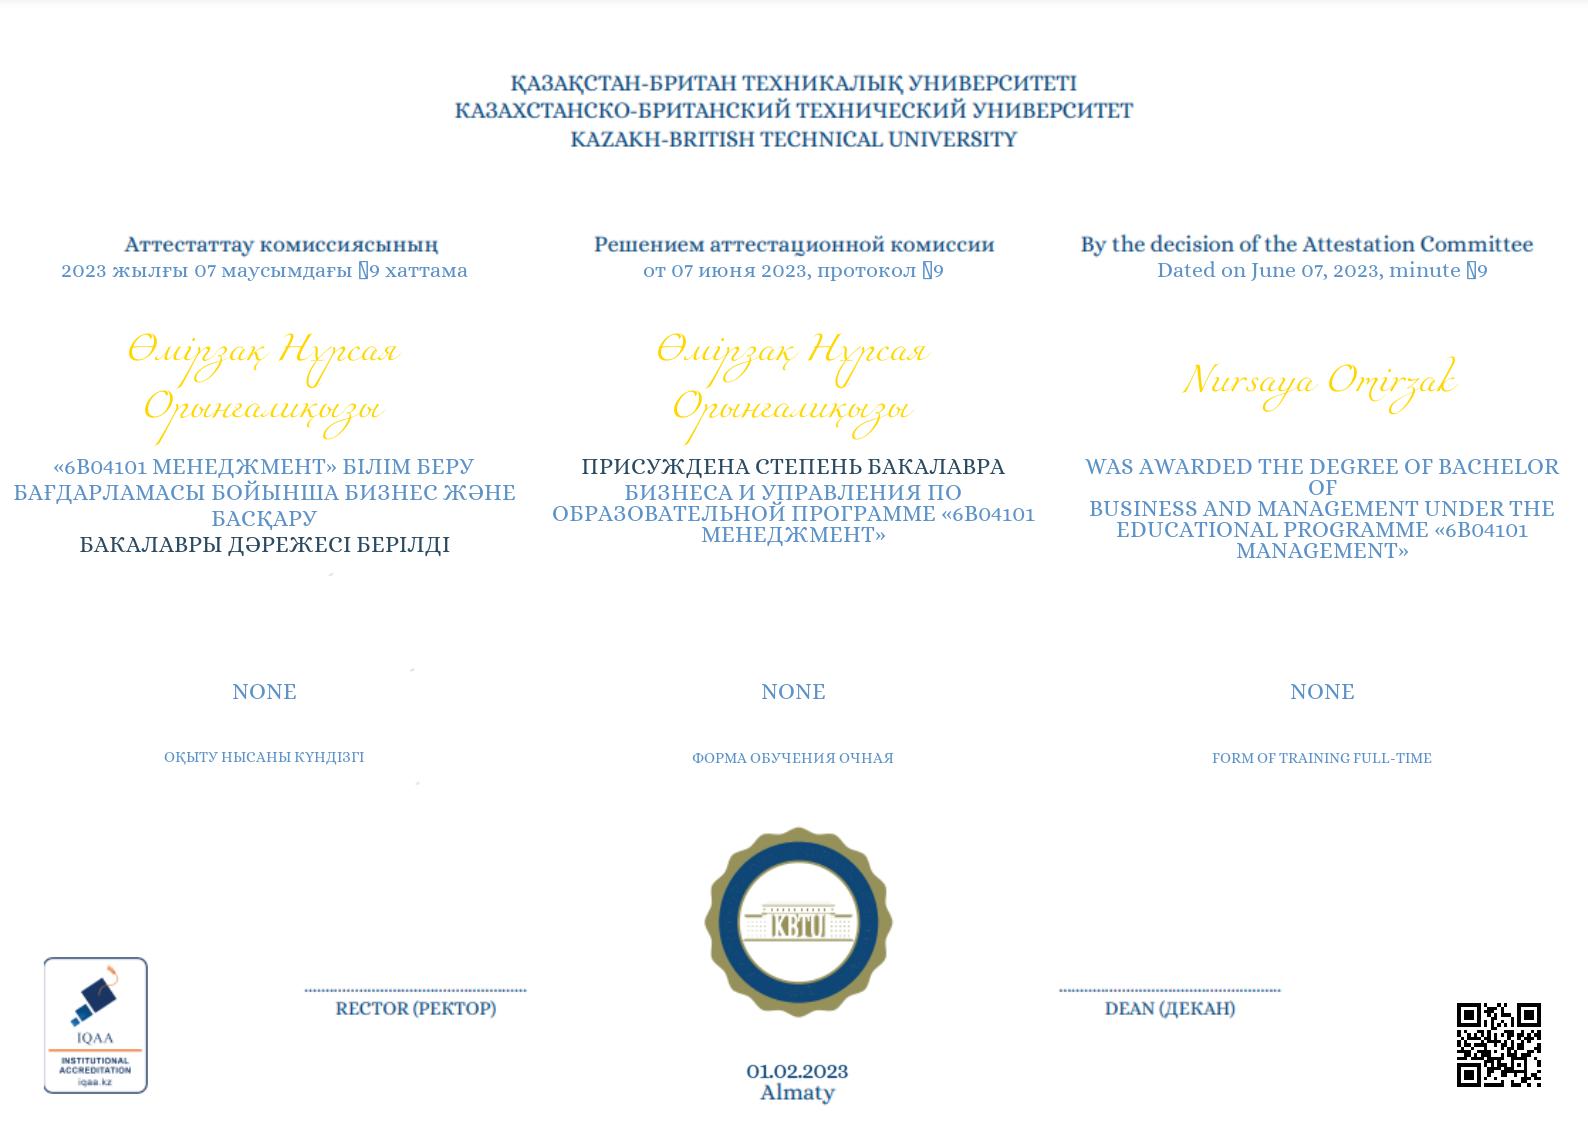 ҚАЗАҚСТАН-БРИТАН ТЕХНИКАЛЫҚ УНИВЕРСИТЕТІ
КАЗАХСТАНСКО-БРИТАНСКИЙ ТЕХНИЧЕСКИЙ УНИВЕРСИТЕТ
KAZAKH-BRITISH TECHNICAL UNIVERSITY
Аттестаттау комиссиясының
2023 жылғы 07 маусымдағы 9 хаттама
Өмірзақ Нұрсая
Орынғалиқызы
«6B04101 МЕНЕДЖМЕНТ» БІЛІМ БЕРУ
БАҒДАРЛАМАСЫ БОЙЫНША БИЗНЕС ЖӘНЕ
БАСҚАРУ
БАКАЛАВРЫ ДӘРЕЖЕСІ БЕРІЛДІ
NONE
ОҚЫТУ НЫСАНЫ КҮНДІЗГІ
Решением аттестационной комиссии
от 07 июня 2023, протокол 9
Өмірзақ Нұрсая
Орынғалиқызы
ПРИСУЖДЕНА СТЕПЕНЬ БАКАЛАВРА
БИЗНЕСА И УПРАВЛЕНИЯ ПО
ОБРАЗОВАТЕЛЬНОЙ ПРОГРАММЕ «6B04101
МЕНЕДЖМЕНТ»
NONE
ФОРМА ОБУЧЕНИЯ ОЧНАЯ
By the decision of the Attestation Committee
Dated on June 07, 2023, minute 9
Nursaya Omirzak
WAS AWARDED THE DEGREE OF BACHELOR
OF
BUSINESS AND MANAGEMENT UNDER THE
EDUCATIONAL PROGRAMME «6B04101
MANAGEMENT»
NONE
FORM OF TRAINING FULL-TIME
KBTU
IQAA
INSTITUTIONAL
ACCREDITATION
iqaa.kz
RECTOR (РЕКТОР)
DEAN (ДЕКАН)
01.02.2023
Almaty